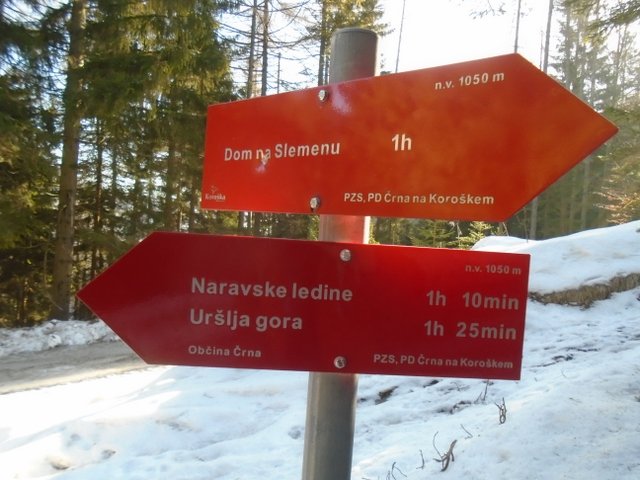 n.v. 1050 m
Dom na Slemenu 1h
Koroška
PZS, PD Črna na Koroškem
n.v. 1050 m
Naravske ledine 1h 10min
Uršlja gora 1h 25min
Občina Črna PZS, PD Črna na Koroškem